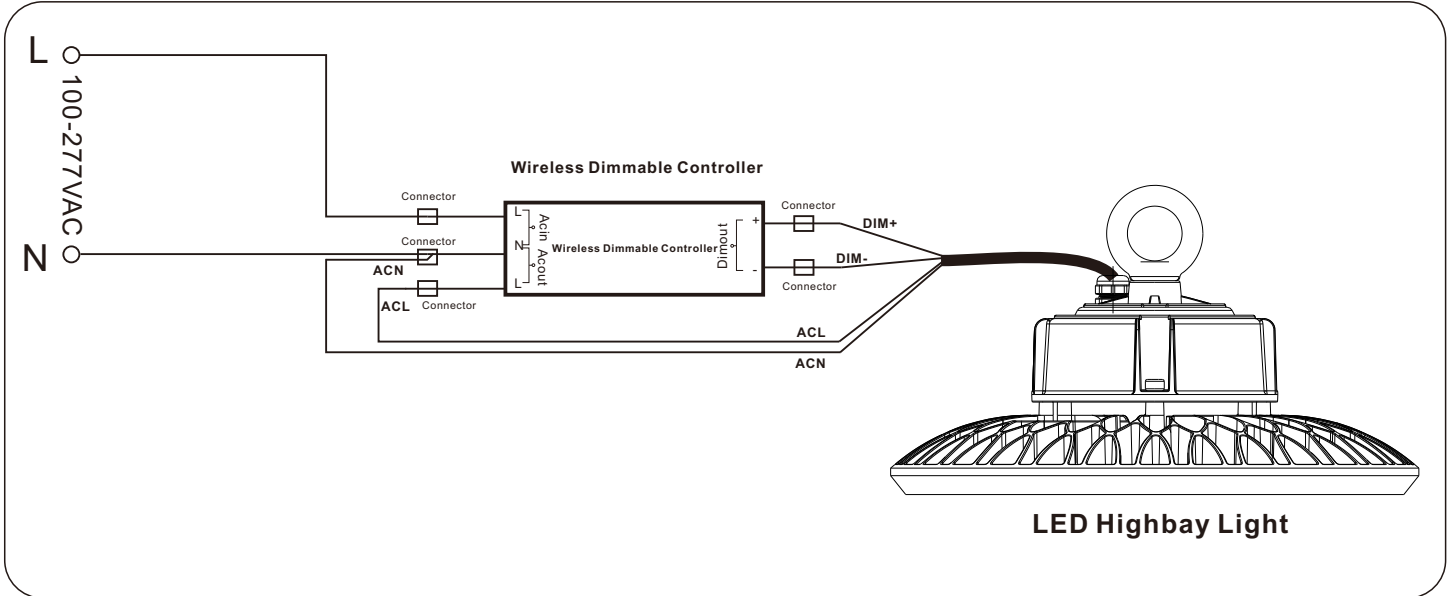 L
100-277VAC
N
Wireless Dimmable Controller
Connector
Connector
ACN
ACL
Connector
L
N
L
Acin
Acout
Wireless Dimmable Controller
Dimout
+
-
Connector
DIM+
DIM-
Connector
ACL
ACN
LED Highbay Light